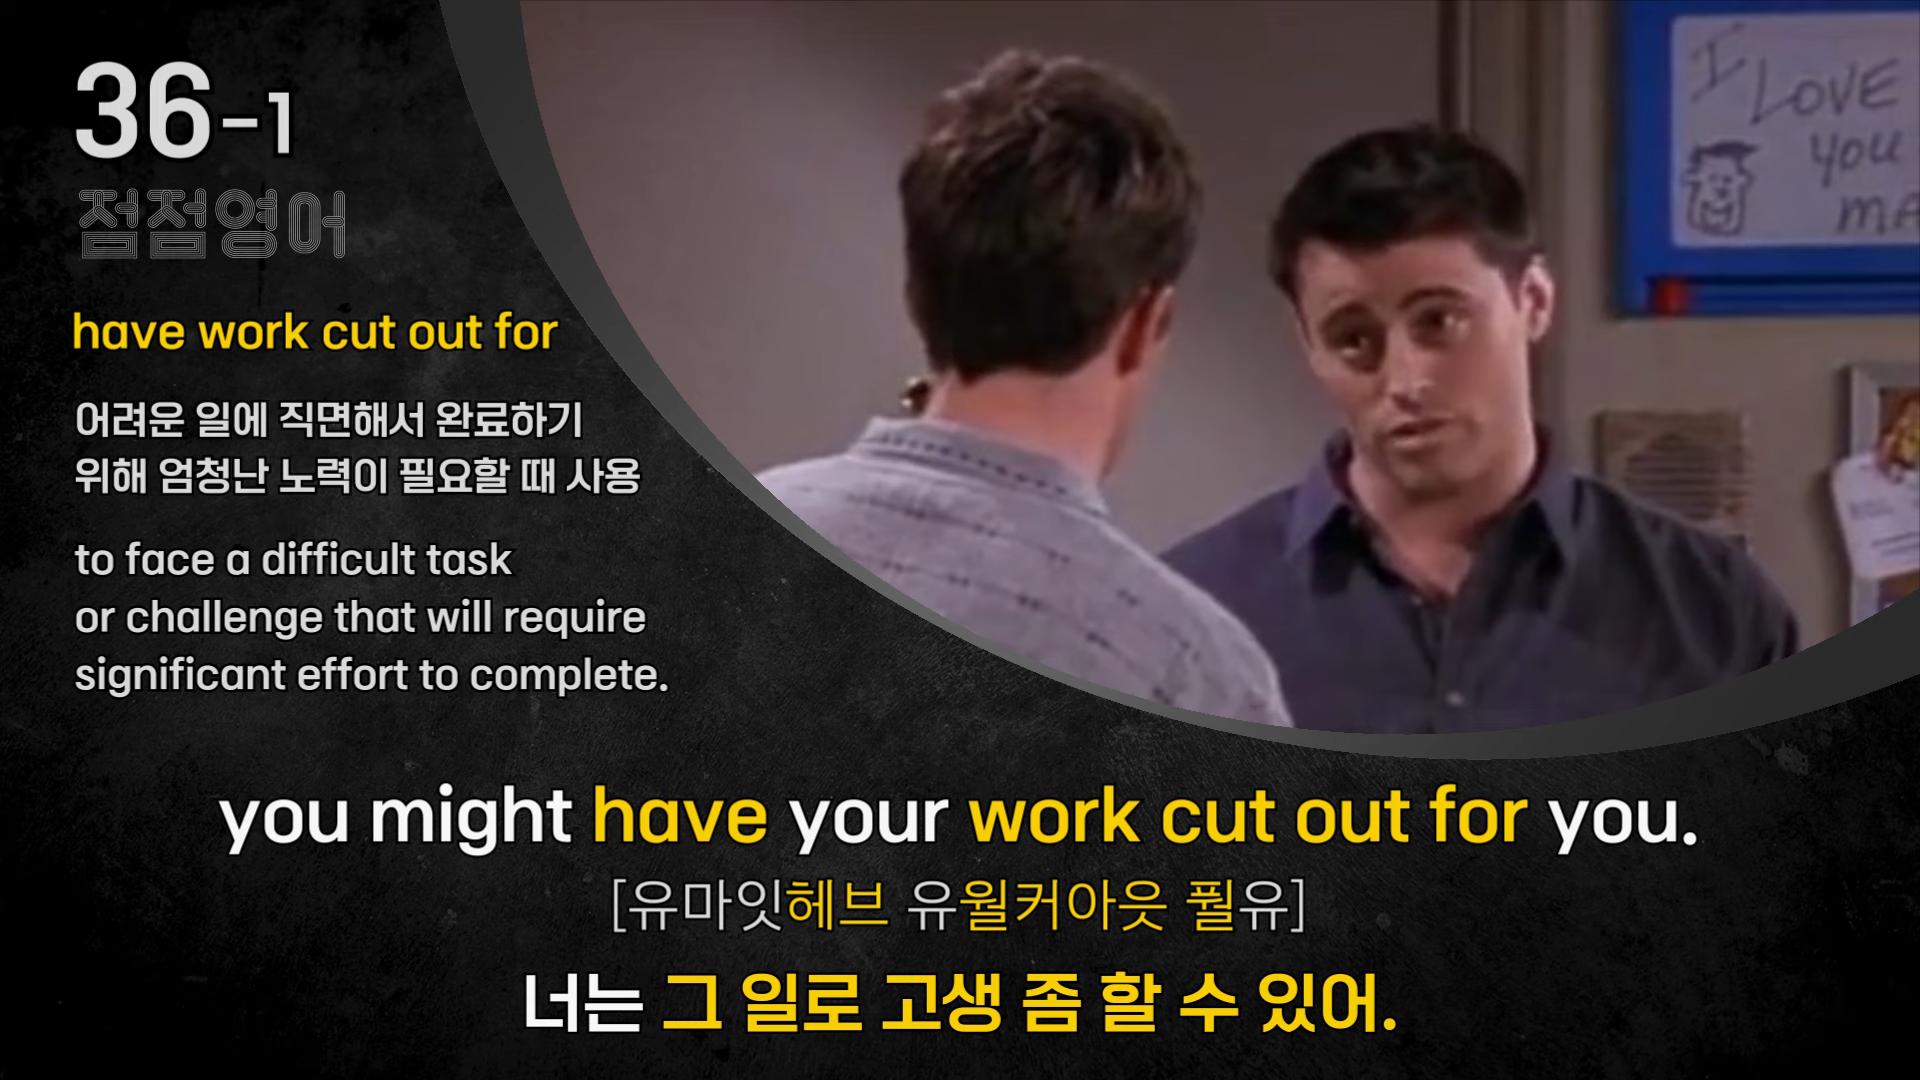 36-1
점점영어
have work cut out for
어려운 일에 직면해서 완료하기
위해 엄청난 노력이 필요할 때 사용
to face a difficult task
or challenge that will require
significant effort to complete.
I
LOVE
you
MA
you might have your work cut out for you.
[유마잇헤브 유월커아웃 풜유]
너는 그 일로 고생 좀 할 수 있어.